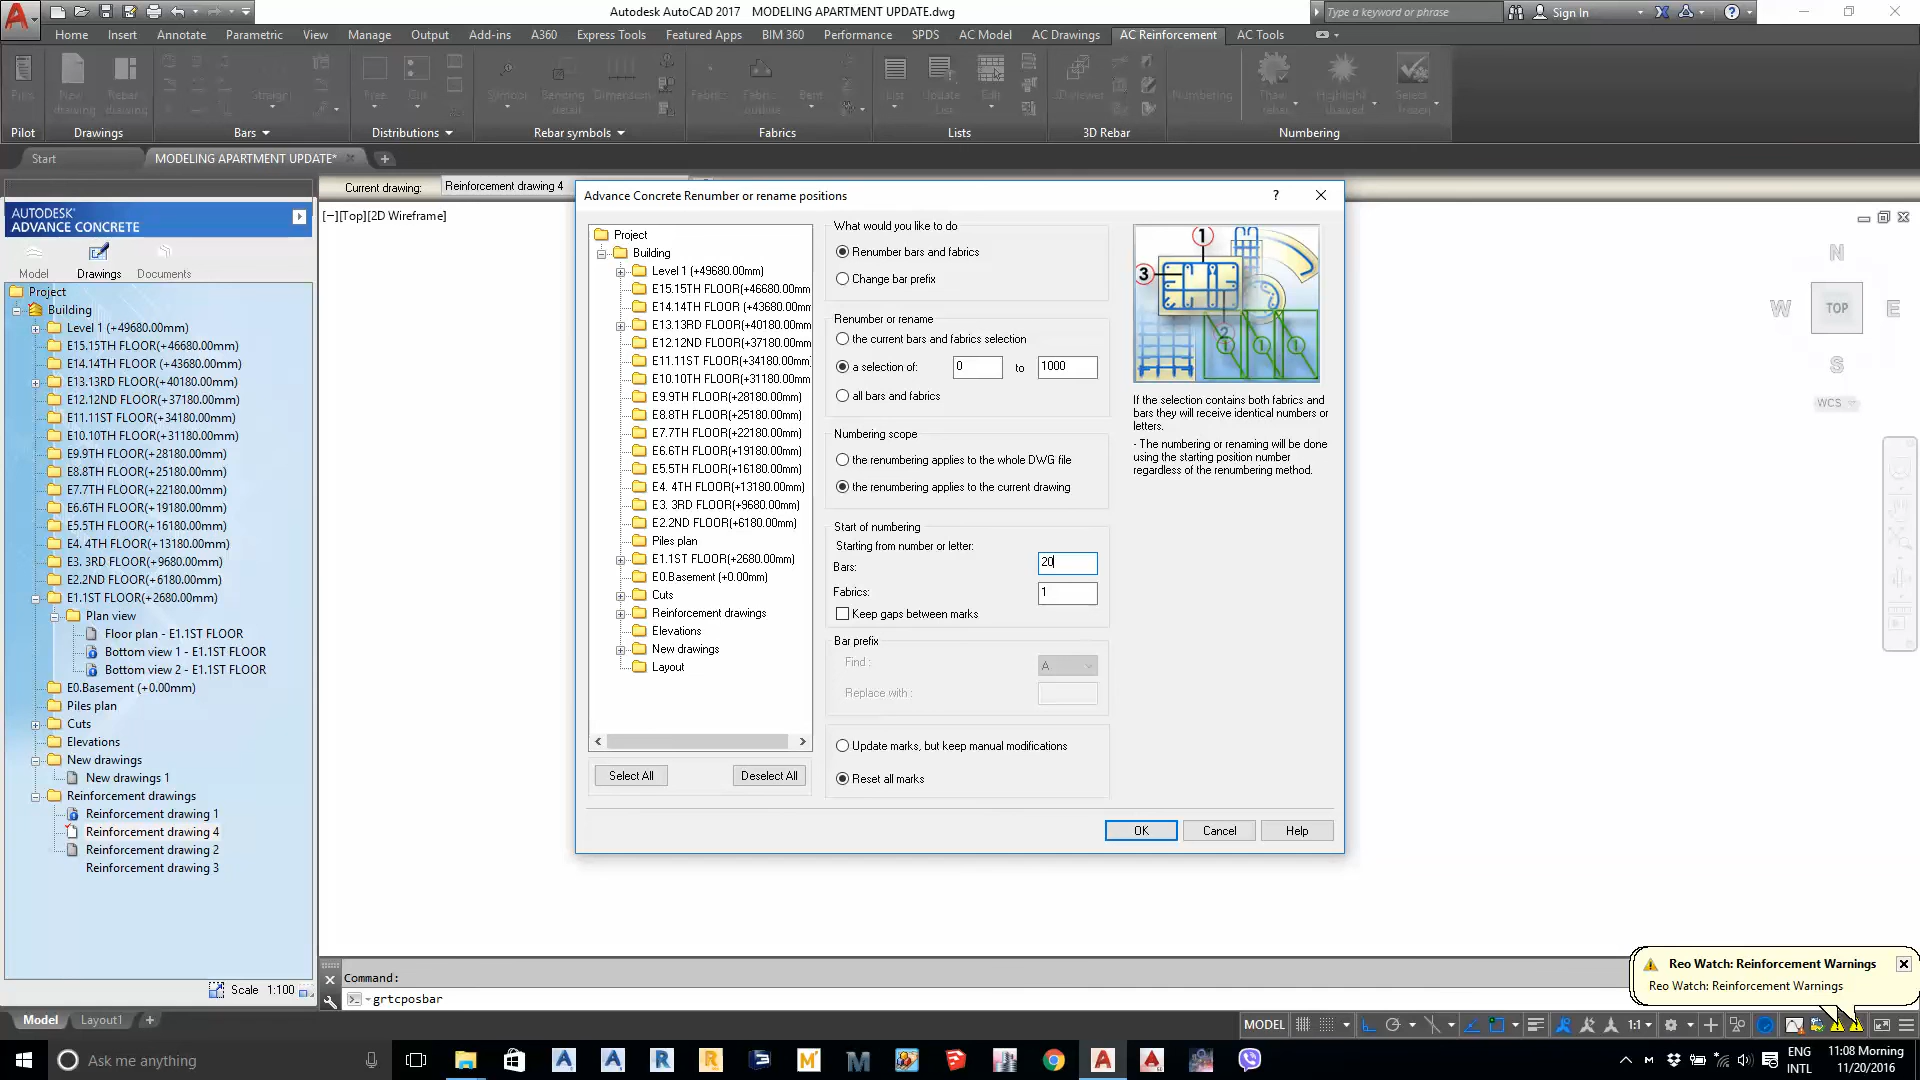 Autodesk AutoCAD 2017 MODELING APARTMENT UPDATE.dwg
Type a keyword or phrase
Sign In
Home Insert Annotate Parametric View Manage Output Add-ins A360 Express Tools Featured Apps BIM 360 Performance SPDS AC Model AC Drawings AC Reinforcement AC Tools
Pilot Drawings Bars Distributions Rebar symbols Fabrics Lists 3D Rebar Numbering
Start MODELING APARTMENT UPDATE*
Current drawing: Reinforcement drawing 4
[−][Top][2D Wireframe]
AUTODESK®
ADVANCE CONCRETE
Model Drawings Documents
Project
Building
Level 1 (+49680.00mm)
E15.15TH FLOOR(+46680.00mm)
E14.14TH FLOOR (+43680.00mm)
E13.13RD FLOOR(+40180.00mm)
E12.12ND FLOOR(+37180.00mm)
E11.11ST FLOOR(+34180.00mm)
E10.10TH FLOOR(+31180.00mm)
E9.9TH FLOOR(+28180.00mm)
E8.8TH FLOOR(+25180.00mm)
E7.7TH FLOOR(+22180.00mm)
E6.6TH FLOOR(+19180.00mm)
E5.5TH FLOOR(+16180.00mm)
E4. 4TH FLOOR(+13180.00mm)
E3. 3RD FLOOR(+9680.00mm)
E2.2ND FLOOR(+6180.00mm)
E1.1ST FLOOR(+2680.00mm)
Plan view
Floor plan - E1.1ST FLOOR
Bottom view 1 - E1.1ST FLOOR
Bottom view 2 - E1.1ST FLOOR
E0.Basement (+0.00mm)
Piles plan
Cuts
Elevations
New drawings
New drawings 1
Reinforcement drawings
Reinforcement drawing 1
Reinforcement drawing 4
Reinforcement drawing 2
Reinforcement drawing 3
Scale 1:100
Advance Concrete Renumber or rename positions
Project
Building
Level 1 (+49680.00mm)
E15.15TH FLOOR(+46680.00mm
E14.14TH FLOOR (+43680.00mm
E13.13RD FLOOR(+40180.00mm
E12.12ND FLOOR(+37180.00mm
E11.11ST FLOOR(+34180.00mm
E10.10TH FLOOR(+31180.00mm
E9.9TH FLOOR(+28180.00mm)
E8.8TH FLOOR(+25180.00mm)
E7.7TH FLOOR(+22180.00mm)
E6.6TH FLOOR(+19180.00mm)
E5.5TH FLOOR(+16180.00mm)
E4. 4TH FLOOR(+13180.00mm)
E3. 3RD FLOOR(+9680.00mm)
E2.2ND FLOOR(+6180.00mm)
Piles plan
E1.1ST FLOOR(+2680.00mm)
E0.Basement (+0.00mm)
Cuts
Reinforcement drawings
Elevations
New drawings
Layout
Select All Deselect All
What would you like to do
Renumber bars and fabrics
Change bar prefix
Renumber or rename
the current bars and fabrics selection
a selection of: 0 to 1000
all bars and fabrics
Numbering scope
the renumbering applies to the whole DWG file
the renumbering applies to the current drawing
Start of numbering
Starting from number or letter:
Bars: 20
Fabrics: 1
Keep gaps between marks
Bar prefix
Find : A
Replace with :
Update marks, but keep manual modifications
Reset all marks
1
3
2
1 1 1
If the selection contains both fabrics and
bars they will receive identical numbers or
letters.
- The numbering or renaming will be done
using the starting position number
regardless of the renumbering method.
OK Cancel Help
N
W TOP E
S
WCS
Command:
grtcposbar
Reo Watch: Reinforcement Warnings
Reo Watch: Reinforcement Warnings
Model Layout1
MODEL 1:1
Ask me anything
ENG
INTL
11:08 Morning
11/20/2016